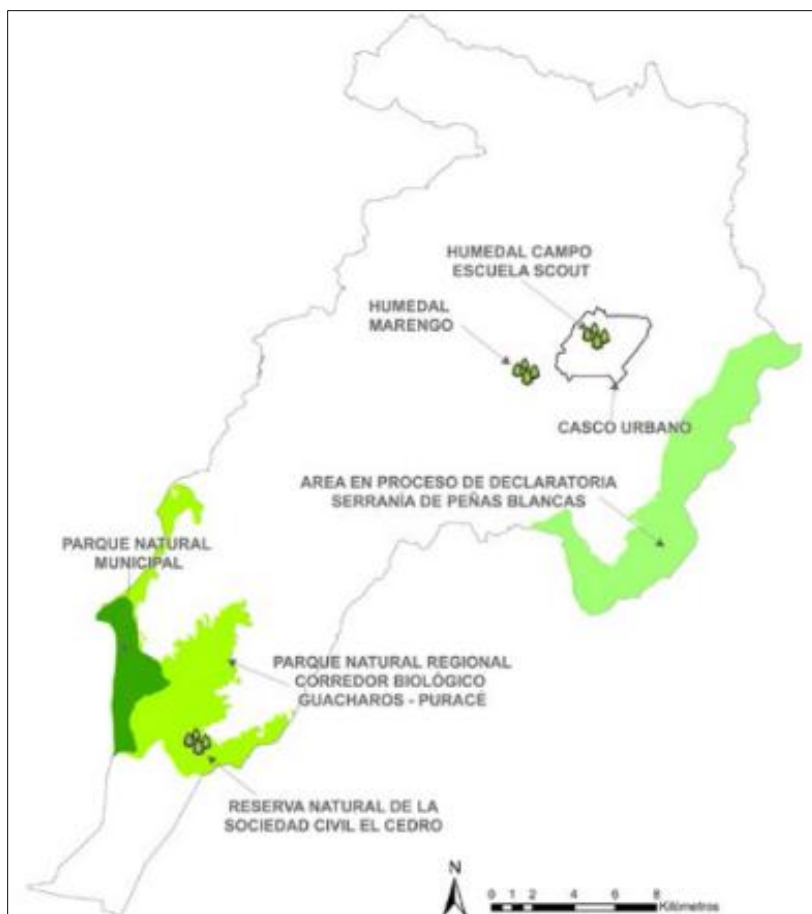 HUMEDAL CAMPO
ESCUELA SCOUT
HUMEDAL
MARENGO
CASCO URBANO
AREA EN PROCESO DE DECLARATORIA
SERRANÍA DE PEÑAS BLANCAS
PARQUE NATURAL
MUNICIPAL
PARQUE NATURAL REGIONAL
CORREDOR BIOLÓGICO
GUACHAROS - PURACÉ
RESERVA NATURAL DE LA
SOCIEDAD CIVIL EL CEDRO
N
0 1 2 4 6 8
Kilómetros